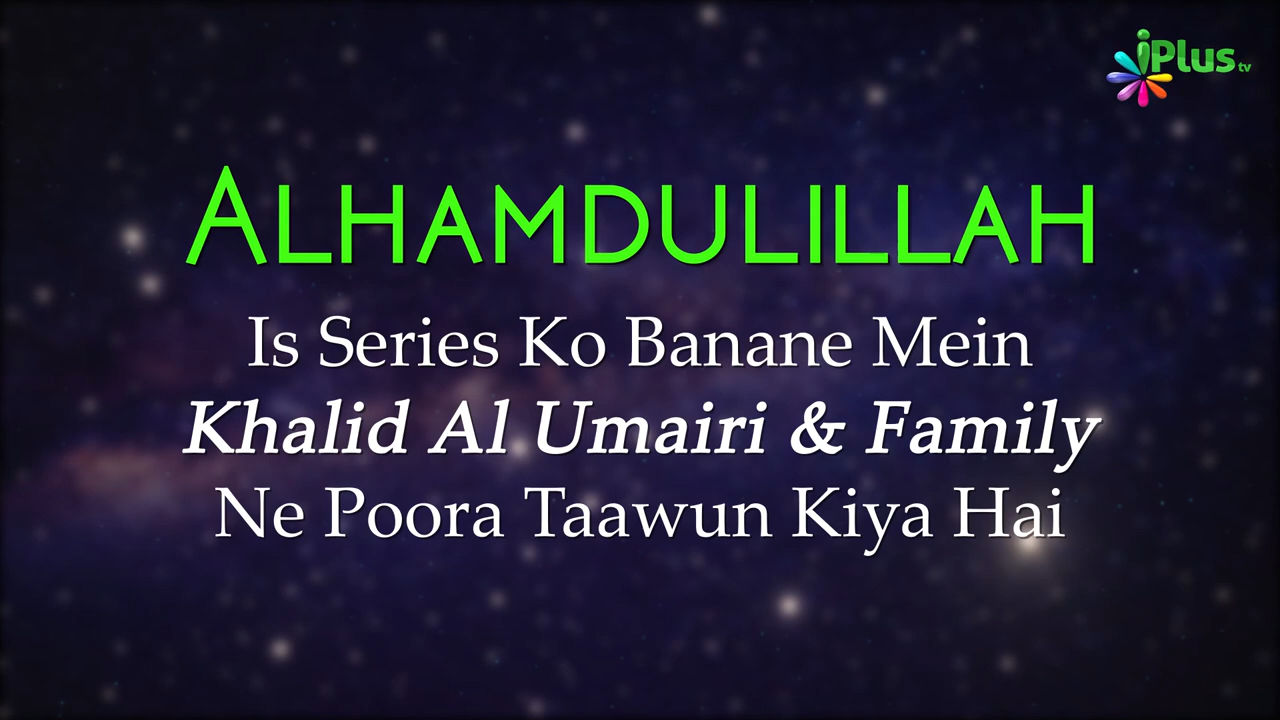 iPlus tv
ALHAMDULILLAH
Is Series Ko Banane Mein
Khalid Al Umairi & Family
Ne Poora Taawun Kiya Hai